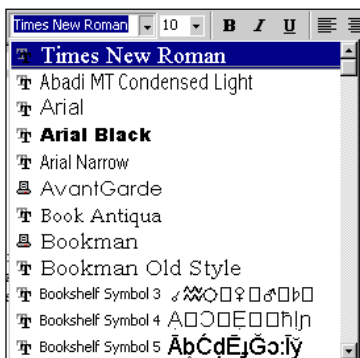 Times New Roman 10 B I U
Times New Roman
Abadi MT Condensed Light
Arial
Arial Black
Arial Narrow
AvantGarde
Book Antiqua
Bookman
Bookman Old Style
Bookshelf Symbol 3
Bookshelf Symbol 4
Bookshelf Symbol 5